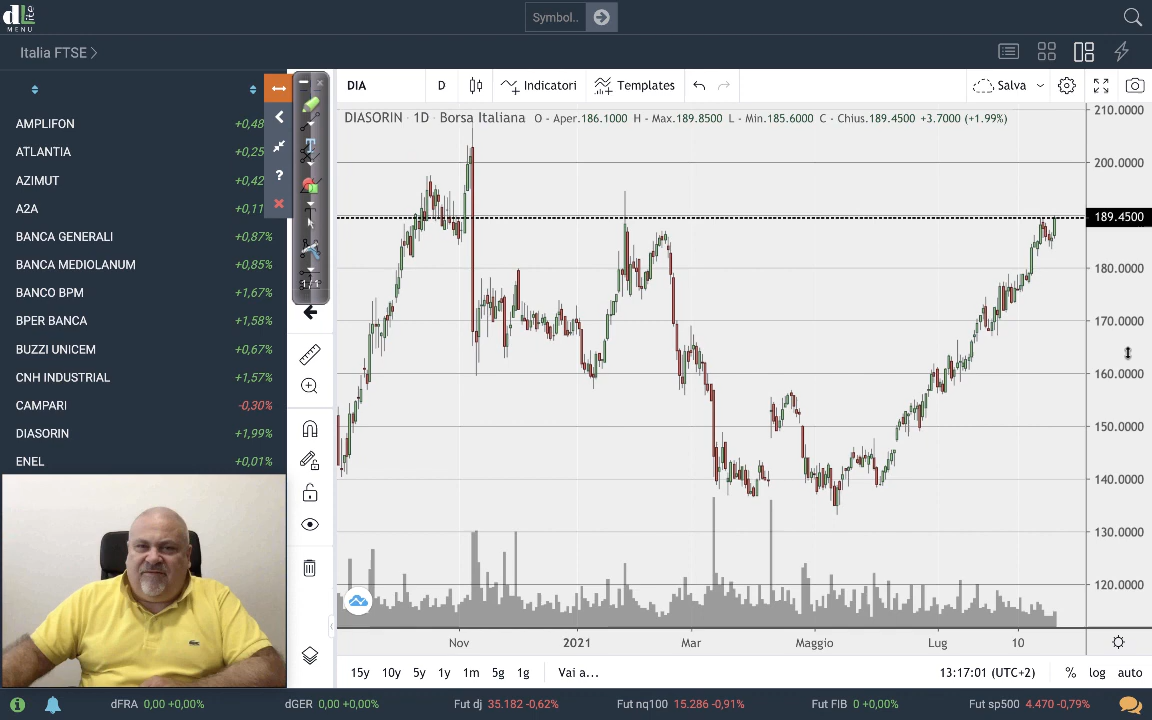 dLite
MENU
Symbol..
Italia FTSE
AMPLIFON +0,48
ATLANTIA +0,25
AZIMUT +0,42
A2A +0,11
BANCA GENERALI +0,87%
BANCA MEDIOLANUM +0,85%
BANCO BPM +1,67%
BPER BANCA +1,58%
BUZZI UNICEM +0,67%
CNH INDUSTRIAL +1,57%
CAMPARI -0,30%
DIASORIN +1,99%
ENEL +0,01%
?
T
1/1
DIA D Indicatori Templates Salva
DIASORIN · 1D · Borsa Italiana O - Aper.186.1000 H - Max.189.8500 L - Min.185.6000 C - Chius.189.4500 +3.7000 (+1.99%)
210.0000
200.0000
189.4500
180.0000
170.0000
160.0000
150.0000
140.0000
130.0000
120.0000
Nov 2021 Mar Maggio Lug 10
15y 10y 5y 1y 1m 5g 1g Vai a... 13:17:01 (UTC+2) % log auto
dFRA 0,00 +0,00% dGER 0,00 +0,00% Fut dj 35.182 -0,62% Fut nq100 15.286 -0,91% Fut FIB 0 +0,00% Fut sp500 4.470 -0,79%